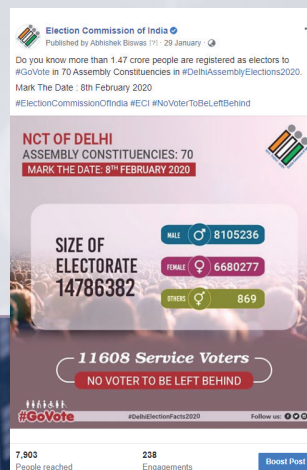 Election Commission of India
Published by Abhishek Biswas [?] · 29 January ·
Do you know more than 1.47 crore people are registered as electors to
#GoVote in 70 Assembly Constituencies in #DelhiAssemblyElections2020.
Mark The Date : 8th February 2020
#ElectionCommissionOfIndia #ECI #NoVoterToBeLeftBehind
NCT OF DELHI
ASSEMBLY CONSTITUENCIES: 70
MARK THE DATE: 8TH FEBRUARY 2020
SIZE OF
ELECTORATE
14786382
MALE 8105236
FEMALE 6680277
OTHERS 869
11608 Service Voters
NO VOTER TO BE LEFT BEHIND
#GoVote
#DelhiElectionFacts2020
Follow us:
7,903
People reached
238
Engagements
Boost Post